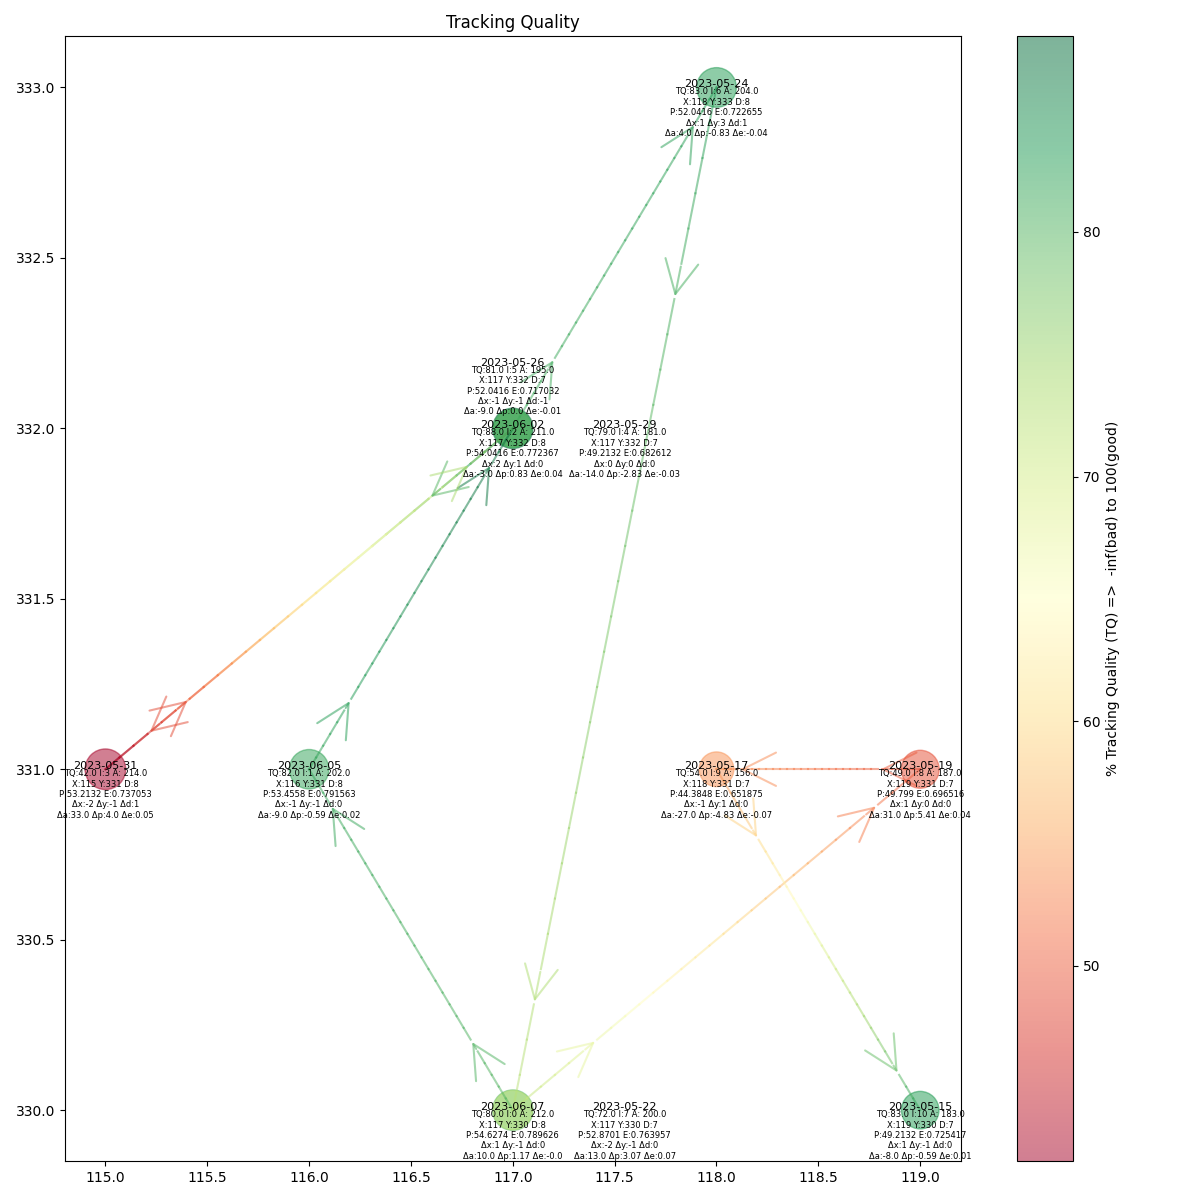 Tracking Quality
333.0
332.5
332.0
331.5
331.0
330.5
330.0
2023-05-24
TQ:83.0 I:6 A: 204.0
X:118 Y:333 D:8
P:52.0416 E:0.722655
Δx:1 Δy:3 Δd:1
Δa:4.0 Δp:-0.83 Δe:-0.04
2023-05-26
TQ:81.0 I:5 A: 195.0
X:117 Y:332 D:7
P:52.0416 E:0.717032
Δx:-1 Δy:-1 Δd:-1
Δa:-9.0 Δp:0.0 Δe:-0.01
2023-06-02
TQ:88.0 I:2 A: 211.0
X:117 Y:332 D:8
P:54.0416 E:0.772367
Δx:2 Δy:1 Δd:0
Δa:-3.0 Δp:0.83 Δe:0.04
2023-05-29
TQ:79.0 I:4 A: 181.0
X:117 Y:332 D:7
P:49.2132 E:0.682612
Δx:0 Δy:0 Δd:0
Δa:-14.0 Δp:-2.83 Δe:-0.03
2023-05-31
TQ:42.0 I:3 A: 214.0
X:115 Y:331 D:8
P:53.2132 E:0.737053
Δx:-2 Δy:-1 Δd:1
Δa:33.0 Δp:4.0 Δe:0.05
2023-06-05
TQ:82.0 I:1 A: 202.0
X:116 Y:331 D:8
P:53.4558 E:0.791563
Δx:-1 Δy:-1 Δd:0
Δa:-9.0 Δp:-0.59 Δe:0.02
2023-05-17
TQ:54.0 I:9 A: 156.0
X:118 Y:331 D:7
P:44.3848 E:0.651875
Δx:-1 Δy:1 Δd:0
Δa:-27.0 Δp:-4.83 Δe:-0.07
2023-05-19
TQ:49.0 I:8 A: 187.0
X:119 Y:331 D:7
P:49.799 E:0.696516
Δx:1 Δy:0 Δd:0
Δa:31.0 Δp:5.41 Δe:0.04
2023-06-07
TQ:80.0 I:0 A: 212.0
X:117 Y:330 D:8
P:54.6274 E:0.789626
Δx:1 Δy:-1 Δd:0
Δa:10.0 Δp:1.17 Δe:-0.0
2023-05-22
TQ:72.0 I:7 A: 200.0
X:117 Y:330 D:7
P:52.8701 E:0.763957
Δx:-2 Δy:-1 Δd:0
Δa:13.0 Δp:3.07 Δe:0.07
2023-05-15
TQ:83.0 I:10 A: 183.0
X:119 Y:330 D:7
P:49.2132 E:0.725417
Δx:1 Δy:-1 Δd:0
Δa:-8.0 Δp:-0.59 Δe:0.01
115.0
115.5
116.0
116.5
117.0
117.5
118.0
118.5
119.0
80
70
60
50
% Tracking Quality (TQ) => -inf(bad) to 100(good)